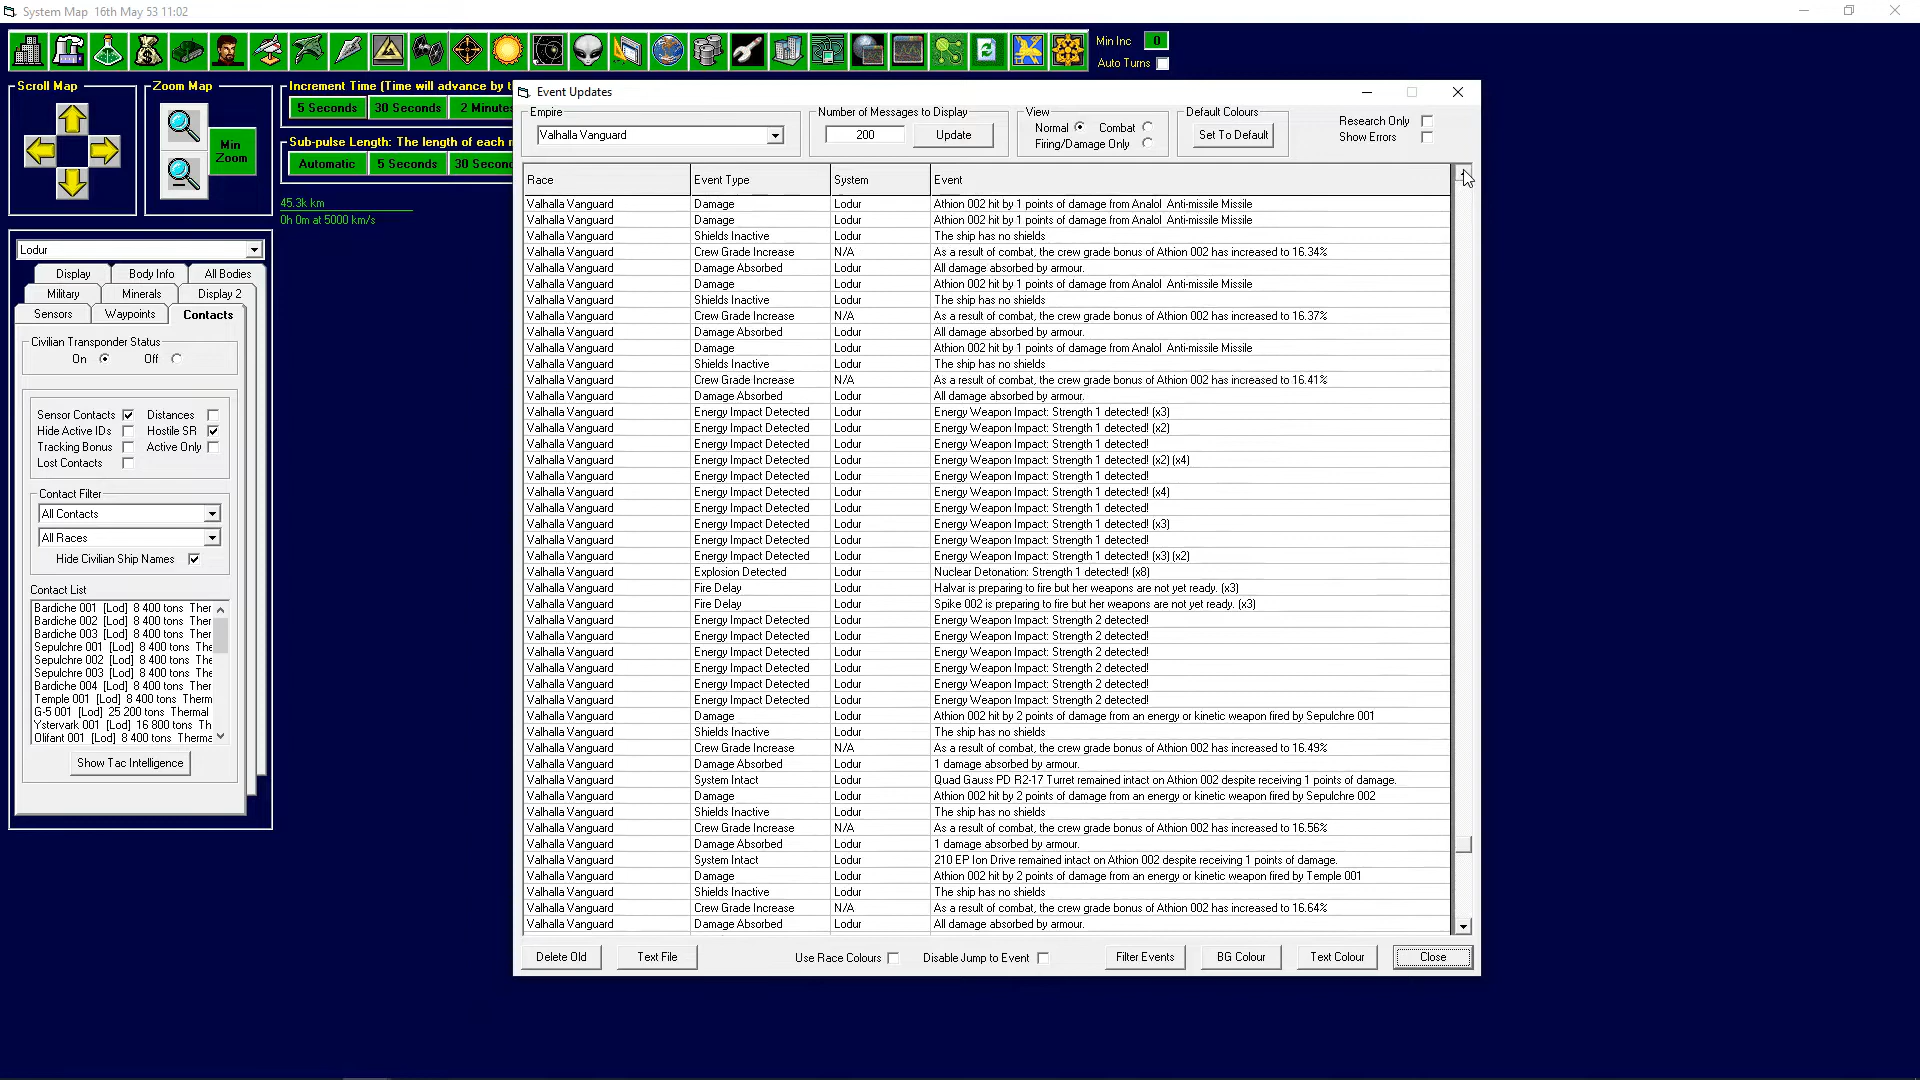 System Map 16th May 53 11:02
Min Inc 0
Auto Turns
Scroll Map
Zoom Map
Min Zoom
Increment Time (Time will advance by t
5 Seconds 30 Seconds 2 Minutes
Sub-pulse Length: The length of each m
Automatic 5 Seconds 30 Secon
45.3k km
0h 0m at 5000 km/s
Lodur
Display Body Info All Bodies
Military Minerals Display 2
Sensors Waypoints Contacts
Civilian Transponder Status
On Off
Sensor Contacts Distances
Hide Active IDs Hostile SR
Tracking Bonus Active Only
Lost Contacts
Contact Filter
All Contacts
All Races
Hide Civilian Ship Names
Contact List
Bardiche 001 [Lod] 8 400 tons Ther
Bardiche 002 [Lod] 8 400 tons Ther
Bardiche 003 [Lod] 8 400 tons Ther
Sepulchre 001 [Lod] 8 400 tons The
Sepulchre 002 [Lod] 8 400 tons The
Sepulchre 003 [Lod] 8 400 tons The
Bardiche 004 [Lod] 8 400 tons Ther
Temple 001 [Lod] 8 400 tons Therm
G-5 001 [Lod] 25 200 tons Thermal
Ystervark 001 [Lod] 16 800 tons Th
Olifant 001 [Lod] 8 400 tons Therma
Show Tac Intelligence
Event Updates
Empire
Valhalla Vanguard
Number of Messages to Display
200 Update
View
Normal Combat
Firing/Damage Only
Default Colours
Set To Default
Research Only
Show Errors
Race Event Type System Event
Valhalla Vanguard Damage Lodur Athion 002 hit by 1 points of damage from Analol Anti-missile Missile
Valhalla Vanguard Damage Lodur Athion 002 hit by 1 points of damage from Analol Anti-missile Missile
Valhalla Vanguard Shields Inactive Lodur The ship has no shields
Valhalla Vanguard Crew Grade Increase N/A As a result of combat, the crew grade bonus of Athion 002 has increased to 16.34%
Valhalla Vanguard Damage Absorbed Lodur All damage absorbed by armour.
Valhalla Vanguard Damage Lodur Athion 002 hit by 1 points of damage from Analol Anti-missile Missile
Valhalla Vanguard Shields Inactive Lodur The ship has no shields
Valhalla Vanguard Crew Grade Increase N/A As a result of combat, the crew grade bonus of Athion 002 has increased to 16.37%
Valhalla Vanguard Damage Absorbed Lodur All damage absorbed by armour.
Valhalla Vanguard Damage Lodur Athion 002 hit by 1 points of damage from Analol Anti-missile Missile
Valhalla Vanguard Shields Inactive Lodur The ship has no shields
Valhalla Vanguard Crew Grade Increase N/A As a result of combat, the crew grade bonus of Athion 002 has increased to 16.41%
Valhalla Vanguard Damage Absorbed Lodur All damage absorbed by armour.
Valhalla Vanguard Energy Impact Detected Lodur Energy Weapon Impact: Strength 1 detected! (x3)
Valhalla Vanguard Energy Impact Detected Lodur Energy Weapon Impact: Strength 1 detected! (x2)
Valhalla Vanguard Energy Impact Detected Lodur Energy Weapon Impact: Strength 1 detected!
Valhalla Vanguard Energy Impact Detected Lodur Energy Weapon Impact: Strength 1 detected! (x2) (x4)
Valhalla Vanguard Energy Impact Detected Lodur Energy Weapon Impact: Strength 1 detected!
Valhalla Vanguard Energy Impact Detected Lodur Energy Weapon Impact: Strength 1 detected! (x4)
Valhalla Vanguard Energy Impact Detected Lodur Energy Weapon Impact: Strength 1 detected!
Valhalla Vanguard Energy Impact Detected Lodur Energy Weapon Impact: Strength 1 detected! (x3)
Valhalla Vanguard Energy Impact Detected Lodur Energy Weapon Impact: Strength 1 detected!
Valhalla Vanguard Energy Impact Detected Lodur Energy Weapon Impact: Strength 1 detected! (x3) (x2)
Valhalla Vanguard Explosion Detected Lodur Nuclear Detonation: Strength 1 detected! (x8)
Valhalla Vanguard Fire Delay Lodur Halvar is preparing to fire but her weapons are not yet ready. (x3)
Valhalla Vanguard Fire Delay Lodur Spike 002 is preparing to fire but her weapons are not yet ready. (x3)
Valhalla Vanguard Energy Impact Detected Lodur Energy Weapon Impact: Strength 2 detected!
Valhalla Vanguard Energy Impact Detected Lodur Energy Weapon Impact: Strength 2 detected!
Valhalla Vanguard Energy Impact Detected Lodur Energy Weapon Impact: Strength 2 detected!
Valhalla Vanguard Energy Impact Detected Lodur Energy Weapon Impact: Strength 2 detected!
Valhalla Vanguard Energy Impact Detected Lodur Energy Weapon Impact: Strength 2 detected!
Valhalla Vanguard Energy Impact Detected Lodur Energy Weapon Impact: Strength 2 detected!
Valhalla Vanguard Damage Lodur Athion 002 hit by 2 points of damage from an energy or kinetic weapon fired by Sepulchre 001
Valhalla Vanguard Shields Inactive Lodur The ship has no shields
Valhalla Vanguard Crew Grade Increase N/A As a result of combat, the crew grade bonus of Athion 002 has increased to 16.49%
Valhalla Vanguard Damage Absorbed Lodur 1 damage absorbed by armour.
Valhalla Vanguard System Intact Lodur Quad Gauss PD R2-17 Turret remained intact on Athion 002 despite receiving 1 points of damage.
Valhalla Vanguard Damage Lodur Athion 002 hit by 2 points of damage from an energy or kinetic weapon fired by Sepulchre 002
Valhalla Vanguard Shields Inactive Lodur The ship has no shields
Valhalla Vanguard Crew Grade Increase N/A As a result of combat, the crew grade bonus of Athion 002 has increased to 16.56%
Valhalla Vanguard Damage Absorbed Lodur 1 damage absorbed by armour.
Valhalla Vanguard System Intact Lodur 210 EP Ion Drive remained intact on Athion 002 despite receiving 1 points of damage.
Valhalla Vanguard Damage Lodur Athion 002 hit by 2 points of damage from an energy or kinetic weapon fired by Temple 001
Valhalla Vanguard Shields Inactive Lodur The ship has no shields
Valhalla Vanguard Crew Grade Increase N/A As a result of combat, the crew grade bonus of Athion 002 has increased to 16.64%
Valhalla Vanguard Damage Absorbed Lodur All damage absorbed by armour.
Delete Old Text File Use Race Colours Disable Jump to Event Filter Events BG Colour Text Colour Close